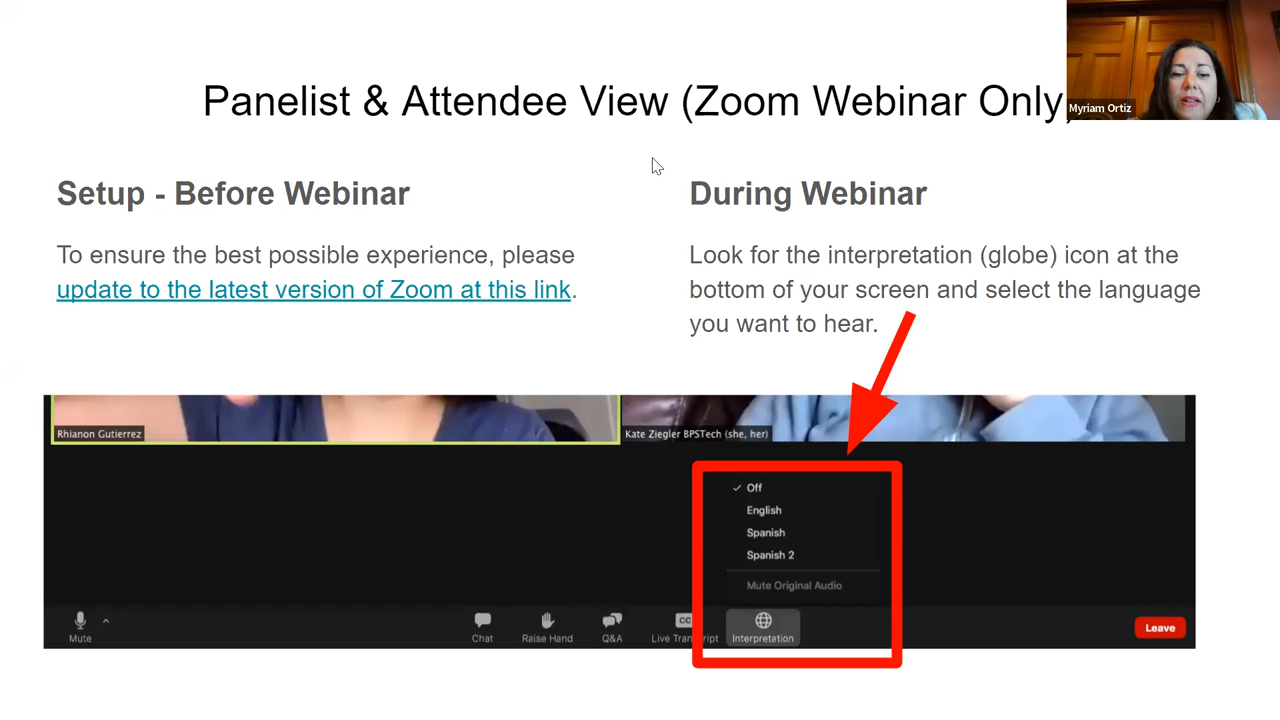 Panelist & Attendee View (Zoom Webinar Only)
Myriam Ortiz
Setup - Before Webinar
To ensure the best possible experience, please
update to the latest version of Zoom at this link.
During Webinar
Look for the interpretation (globe) icon at the
bottom of your screen and select the language
you want to hear.
Rhianon Gutierrez
Kate Ziegler BPSTech (she, her)
Off
English
Spanish
Spanish 2
Mute Original Audio
Mute
Chat
Raise Hand
Q&A
CC
Live Transcript
Interpretation
Leave